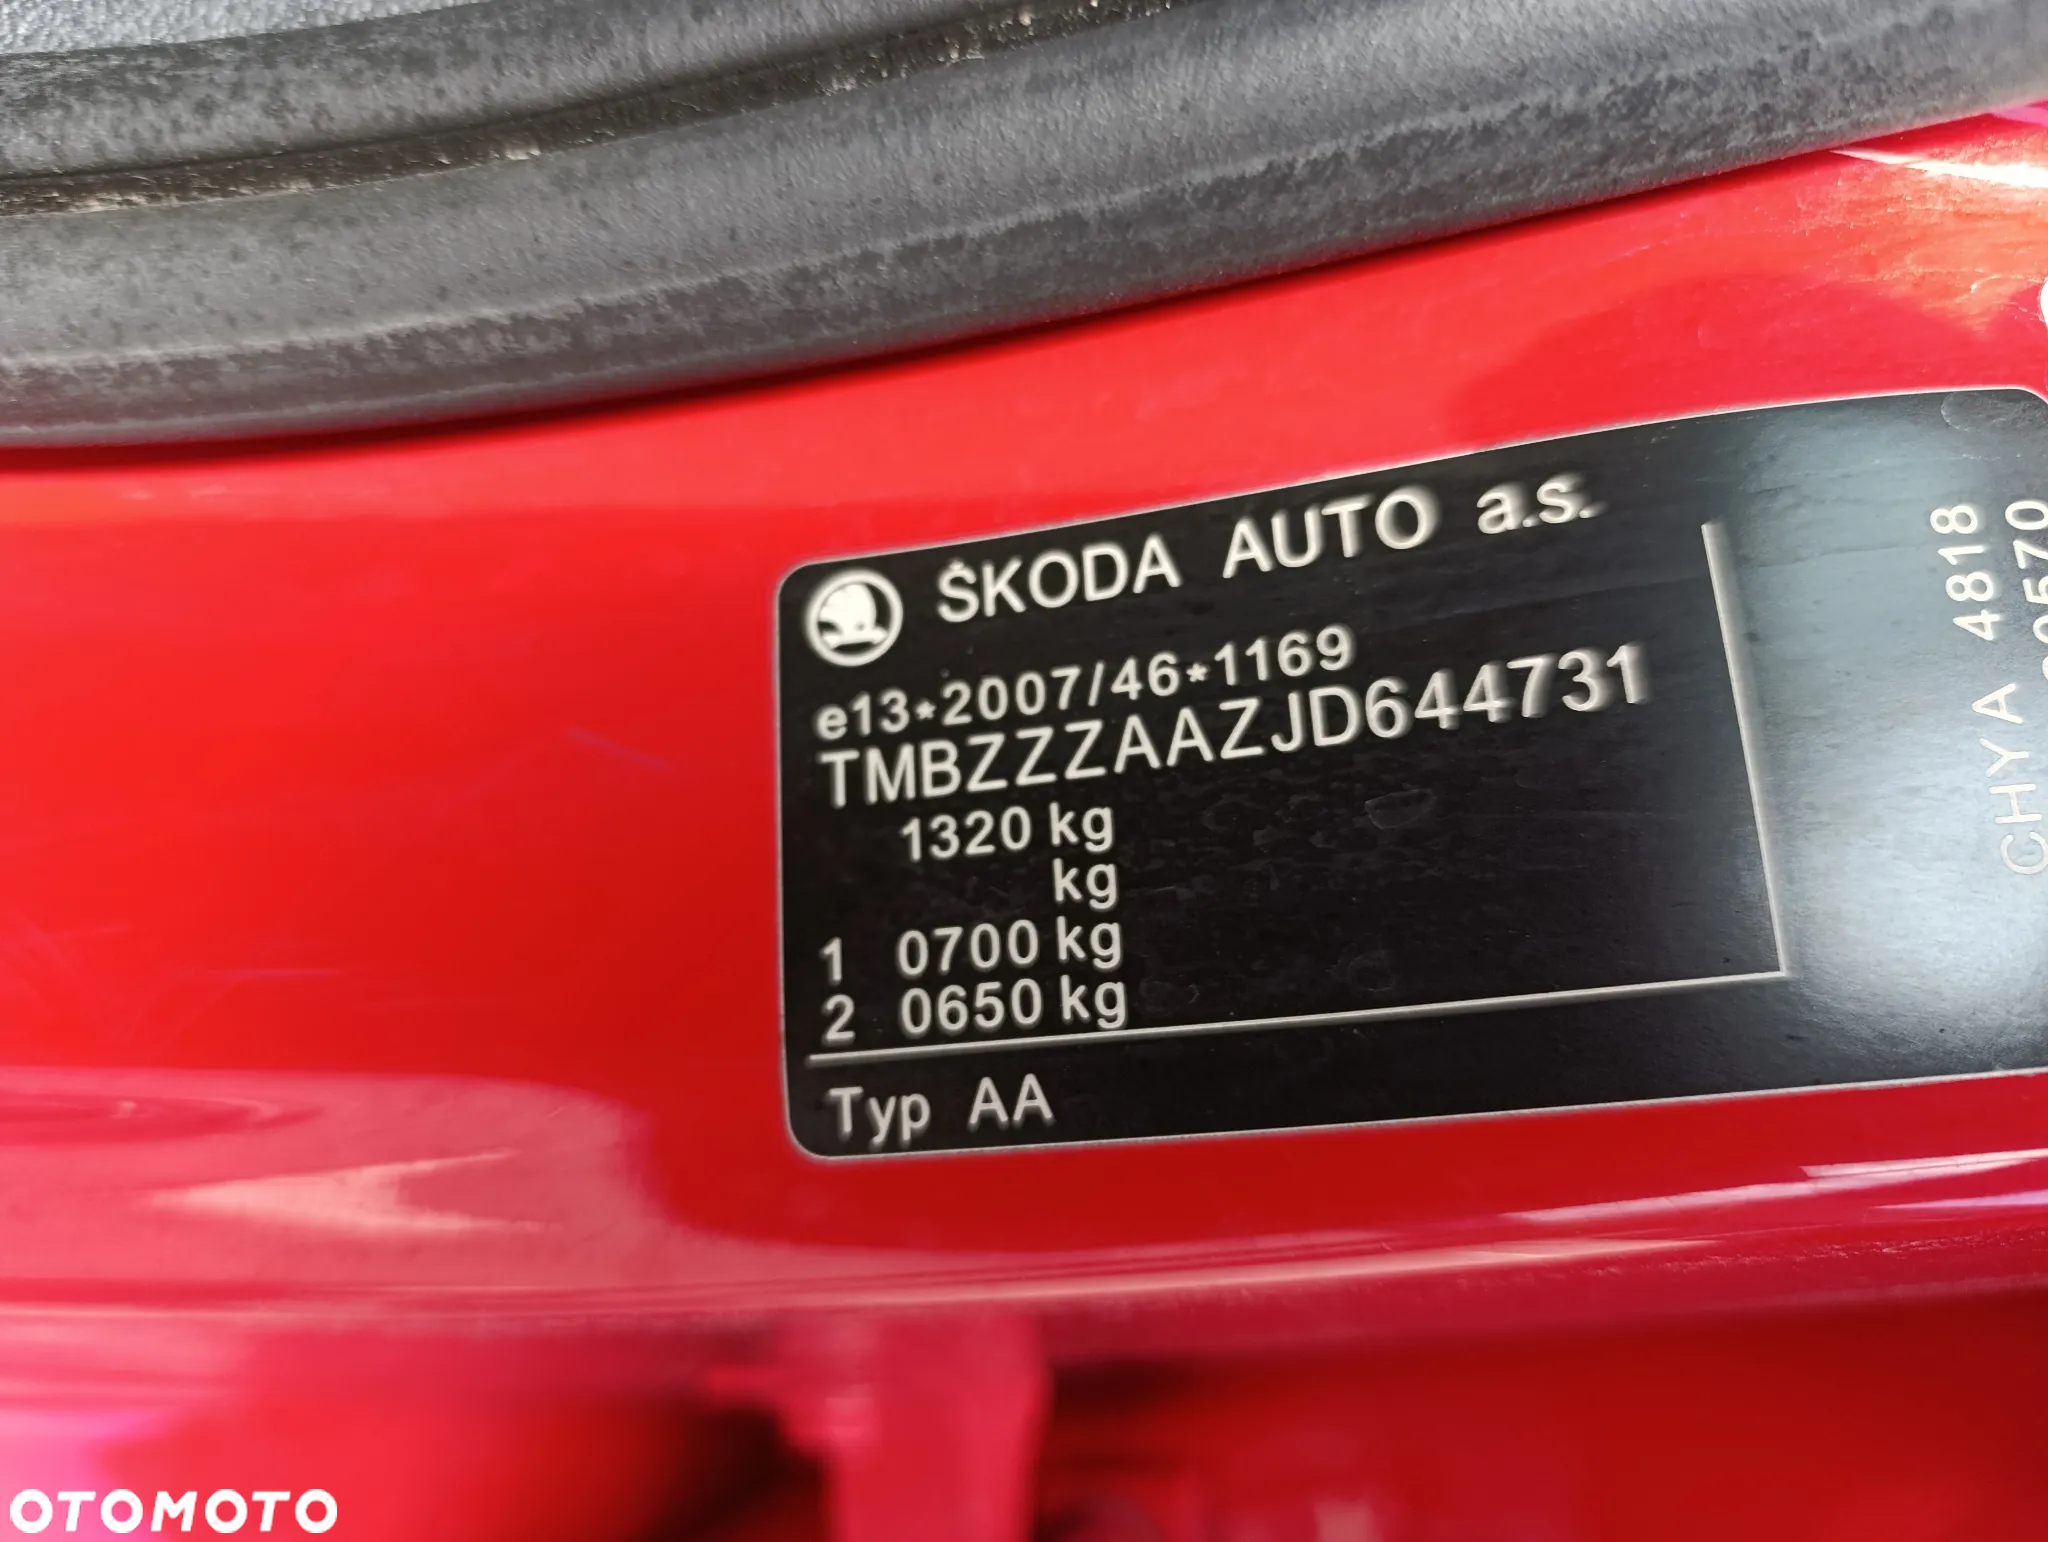 ŠKODA AUTO a.s.
e13*2007/46*1169
TMBZZZAAZJD644731
1320 kg
kg
1 0700 kg
2 0650 kg
Typ AA
CHYA 4818
OTOMOTO